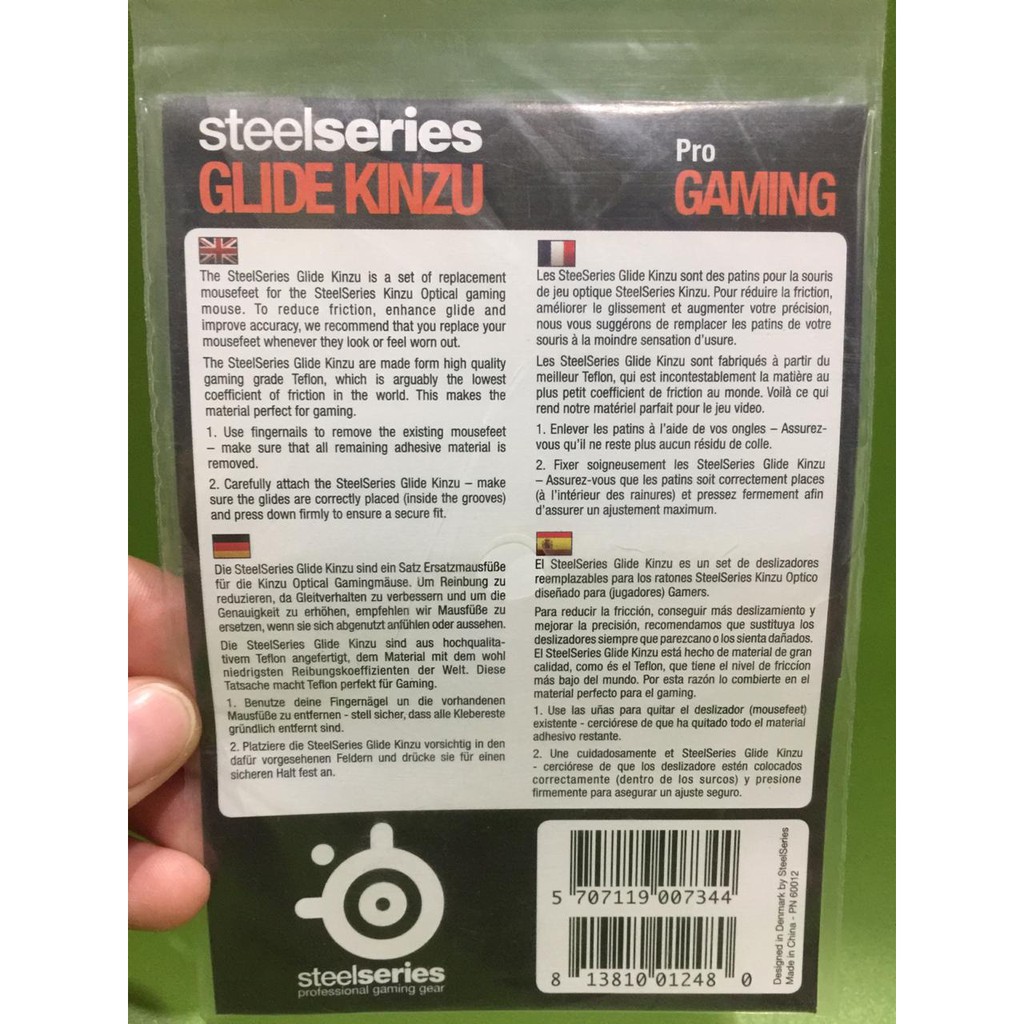 steelseries
GLIDE KINZU
Pro
GAMING
The SteelSeries Glide Kinzu is a set of replacement
mousefeet for the SteelSeries Kinzu Optical gaming
mouse. To reduce friction, enhance glide and
improve accuracy, we recommend that you replace your
mousefeet whenever they look or feel worn out.
The SteelSeries Glide Kinzu are made form high quality
gaming grade Teflon, which is arguably the lowest
coefficient of friction in the world. This makes the
material perfect for gaming.
1. Use fingernails to remove the existing mousefeet
– make sure that all remaining adhesive material is
removed.
2. Carefully attach the SteelSeries Glide Kinzu – make
sure the glides are correctly placed (inside the grooves)
and press down firmly to ensure a secure fit.
Les SteeSeries Glide Kinzu sont des patins pour la souris
de jeu optique SteelSeries Kinzu. Pour réduire la friction,
améliorer le glissement et augmenter votre précision,
nous vous suggérons de remplacer les patins de votre
souris à la moindre sensation d'usure.
Les SteelSeries Glide Kinzu sont fabriqués à partir du
meilleur Teflon, qui est incontestablement la matière au
plus petit coefficient de friction au monde. Voilà ce qui
rend notre matériel parfait pour le jeu video.
1. Enlever les patins à l'aide de vos ongles – Assurez-
vous qu'il ne reste plus aucun résidu de colle.
2. Fixer soigneusement les SteelSeries Glide Kinzu
– Assurez-vous que les patins soit correctement places
(à l'intérieur des rainures) et pressez fermement afin
d'assurer un ajustement maximum.
Die SteelSeries Glide Kinzu sind ein Satz Ersatzmausfüße
für die Kinzu Optical Gamingmäuse. Um Reinbung zu
reduzieren, da Gleitverhalten zu verbessern und um die
Genauigkeit zu erhöhen, empfehlen wir Mausfüße zu
ersetzen, wenn sie sich abgenutzt anfühlen oder aussehen.
Die SteelSeries Glide Kinzu sind aus hochqualita-
tivem Teflon angefertigt, dem Material mit dem wohl
niedrigsten Reibungskoeffizienten der Welt. Diese
Tatsache macht Teflon perfekt für Gaming.
1. Benutze deine Fingernägel un die vorhandenen
Mausfüße zu entfernen - stell sicher, dass alle Klebereste
gründlich entfernt sind.
2. Platziere die SteelSeries Glide Kinzu vorsichtig in den
dafür vorgesehenen Feldern und drücke sie für einen
sicheren Halt fest an.
El SteelSeries Glide Kinzu es un set de deslizadores
reemplazables para los ratones SteelSeries Kinzu Optico
diseñado para (jugadores) Gamers.
Para reducir la fricción, conseguir más deslizamiento y
mejorar la precisión, recomendamos que sustituya los
deslizadores siempre que parezcano o los sienta dañados.
El SteelSeries Glide Kinzu está hecho de material de gran
calidad, como és el Teflon, que tiene el nivel de friccíon
más bajo del mundo. Por esta razón lo combierte en el
material perfecto para el gaming.
1. Use las uñas para quitar el deslizador (mousefeet)
existente - cerciórese de que ha quitado todo el material
adhesivo restante.
2. Une cuidadosamente et SteelSeries Glide Kinzu
- cerciórese de que los deslizadore estén colocados
correctamente (dentro de los surcos) y presione
firmemente para asegurar un ajuste seguro.
steelseries
professional gaming gear
5 707119 007344
8 13810 01248 0
Designed in Denmark by SteelSeries
Made in China - PN 60012